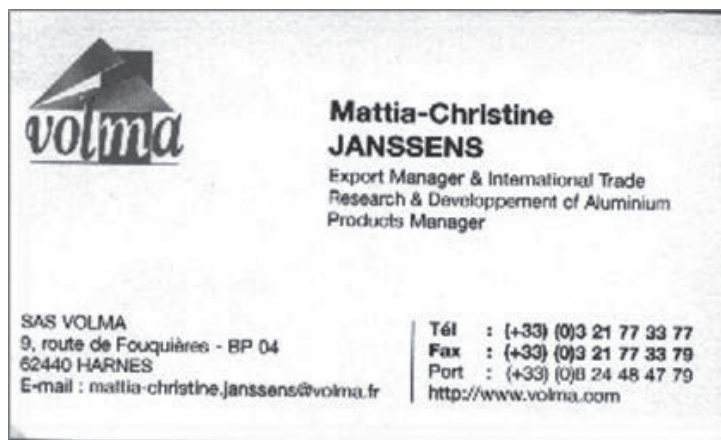 volma
Mattia-Christine
JANSSENS
Export Manager & International Trade
Research & Developpement of Aluminium
Products Manager
SAS VOLMA
9, route de Fouquières - BP 04
62440 HARNES
E-mail : mattia-christine.janssens@volma.fr
Tél : (+33) (0)3 21 77 33 77
Fax : (+33) (0)3 21 77 33 79
Port : (+33) (0)6 24 48 47 79
http://www.volma.com